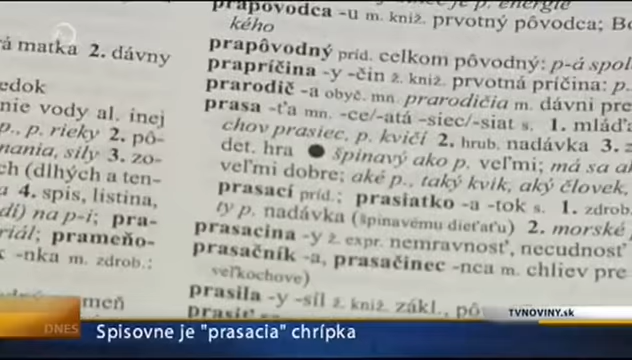 á matka 2. dávny
edok
nie vody al. inej
p., p. rieky 2. pô-
nania, sily 3. zo-
ch (dlhých a ten-
4. spis, listina,
dí) na p-i; pra-
riál; prameňo-
-nka m. zdrob.:
meň
prapôvodca -u m. kniž. prvotný pôvodca;
kého
prapôvodný príd. celkom pôvodný: p-á spol
prapríčina -y -čin ž. kniž. prvotná príčina: p.
prarodič -a obyč. mn. prarodičia m. dávni pre
prasa -ťa mn. -ce/-atá -siec/-siat s. 1. mláďa
chov prasiec, p. kvičí 2. hrub. nadávka 3.
det. hra ● špinavý ako p. veľmi; má sa a
veľmi dobre; aké p., taký kvik, aký človek,
prasací príd.; prasiatko -a -tok s. 1. zdrob.
ty p. nadávka (špinavému dieťaťu) 2. morské
prasacina -y ž. expr. nemravnosť, necudnosť
prasačník -a, prasačinec -nca m. chliev pre
veľkochove)
prasila -y -síl ž. kniž. zákl.,
TVNOVINY.sk
DNES
Spisovne je "prasacia" chrípka